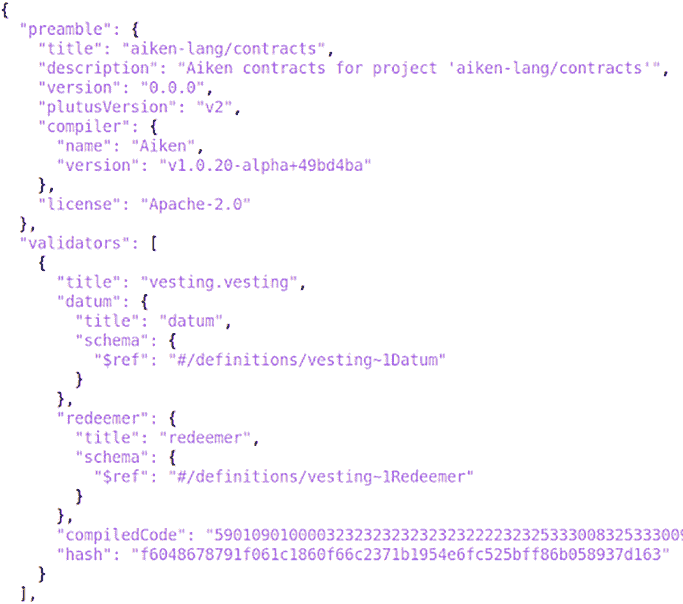 {
  "preamble": {
    "title": "aiken-lang/contracts",
    "description": "Aiken contracts for project 'aiken-lang/contracts'",
    "version": "0.0.0",
    "plutusVersion": "v2",
    "compiler": {
      "name": "Aiken",
      "version": "v1.0.20-alpha+49bd4ba"
    },
    "license": "Apache-2.0"
  },
  "validators": [
    {
      "title": "vesting.vesting",
      "datum": {
        "title": "datum",
        "schema": {
          "$ref": "#/definitions/vesting~1Datum"
        }
      },
      "redeemer": {
        "title": "redeemer",
        "schema": {
          "$ref": "#/definitions/vesting~1Redeemer"
        }
      },
      "compiledCode": "590109010000323232323232323222232325333008325333009
      "hash": "f6048678791f061c1860f66c2371b1954e6fc525bff86b058937d163"
    }
  ],